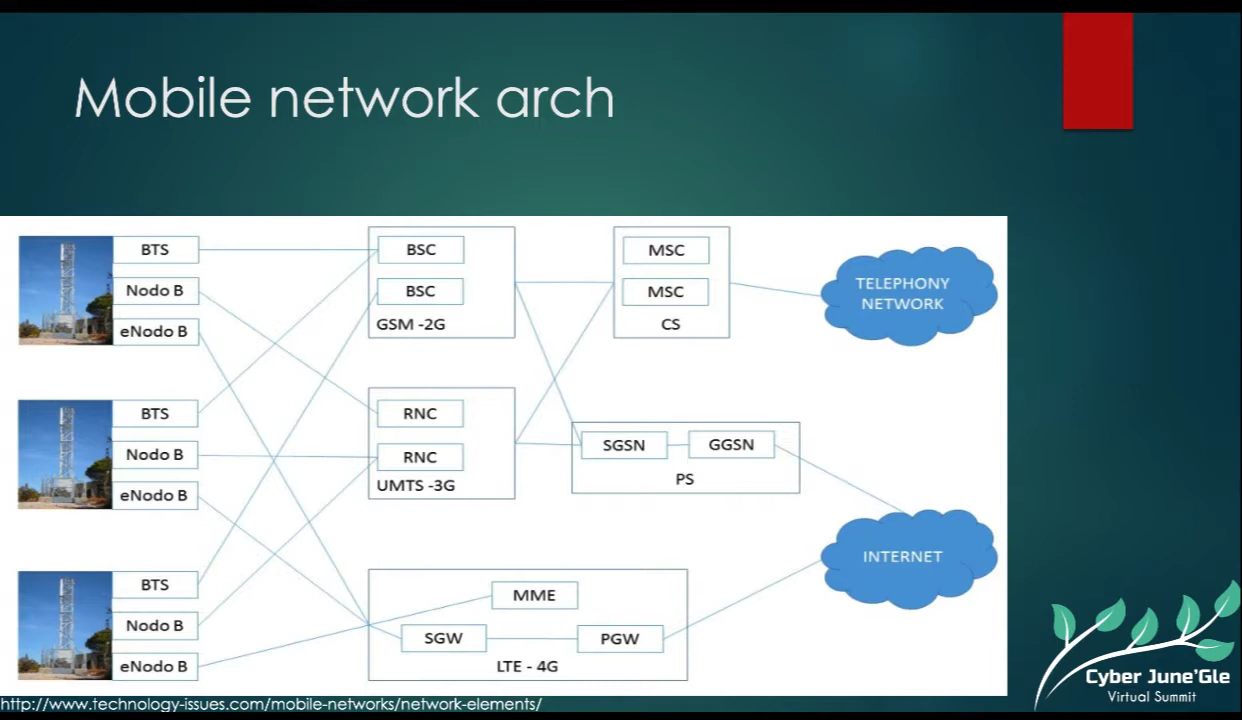 Mobile network arch
BTS
Nodo B
eNodo B
BTS
Nodo B
eNodo B
BTS
Nodo B
eNodo B
BSC
BSC
GSM -2G
RNC
RNC
UMTS -3G
MME
SGW
PGW
LTE - 4G
MSC
MSC
CS
SGSN
GGSN
PS
TELEPHONY
NETWORK
INTERNET
Cyber June'Gle
Virtual Summit
http://www.technology-issues.com/mobile-networks/network-elements/